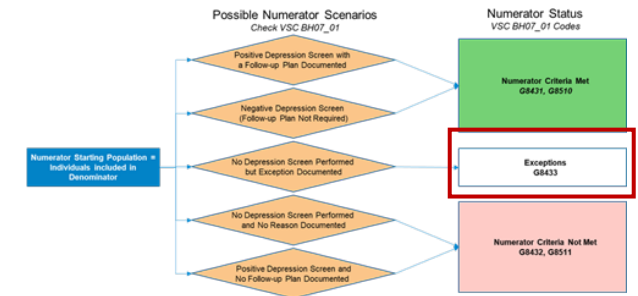 Possible Numerator Scenarios
Check VSC BH07_01
Numerator Status
VSC BH07_01 Codes
Positive Depression Screen with
a Follow-up Plan Documented
Negative Depression Screen
(Follow-up Plan Not Required)
Numerator Criteria Met
G8431, G8510
Numerator Starting Population =
Individuals included in
Denominator
No Depression Screen Performed
but Exception Documented
Exceptions
G8433
No Depression Screen Performed
and No Reason Documented
Positive Depression Screen and
No Follow-up Plan Documented
Numerator Criteria Not Met
G8432, G8511